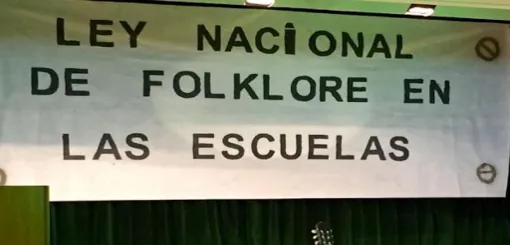 LEY NACIONAL
DE FOLKLORE EN
LAS ESCUELAS